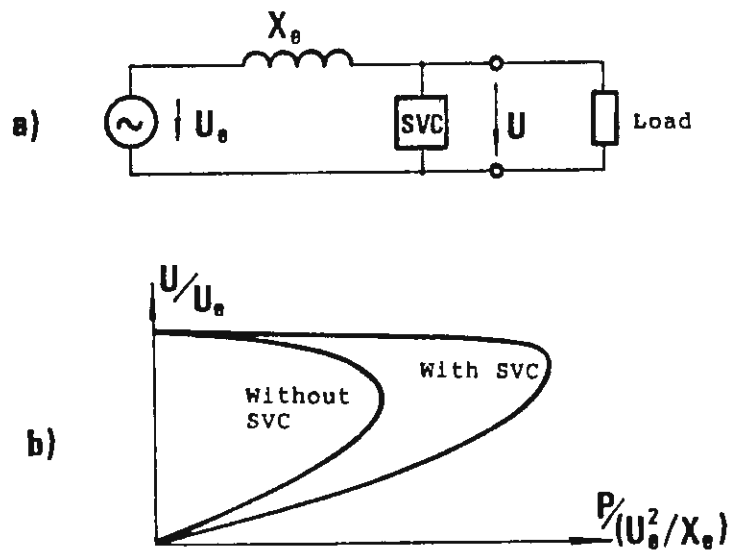 Xe
a)
~
Ue
SVC
U
Load
U/Ue
With SVC
Without
SVC
b)
P/(Ue²/Xe)